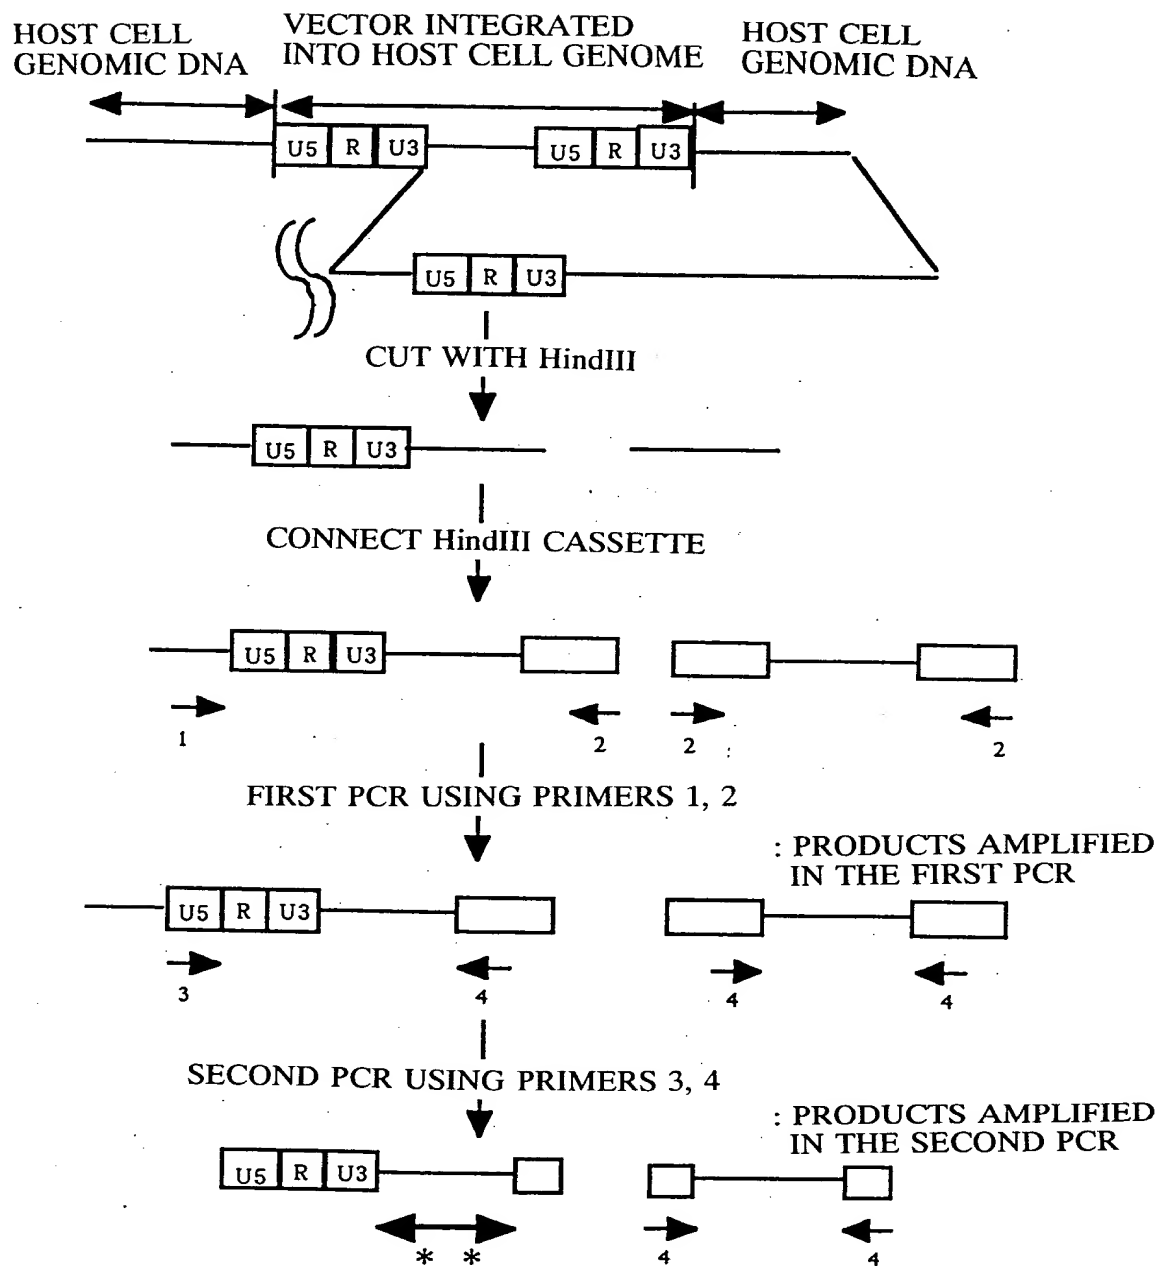 HOST CELL
GENOMIC DNA
VECTOR INTEGRATED
INTO HOST CELL GENOME
HOST CELL
GENOMIC DNA
U5 R U3
U5 R U3
U5 R U3
CUT WITH HindIII
U5 R U3
CONNECT HindIII CASSETTE
U5 R U3
1
2
2
2
FIRST PCR USING PRIMERS 1, 2
: PRODUCTS AMPLIFIED
IN THE FIRST PCR
U5 R U3
3
4
4
4
SECOND PCR USING PRIMERS 3, 4
: PRODUCTS AMPLIFIED
IN THE SECOND PCR
U5 R U3
* *
4
4